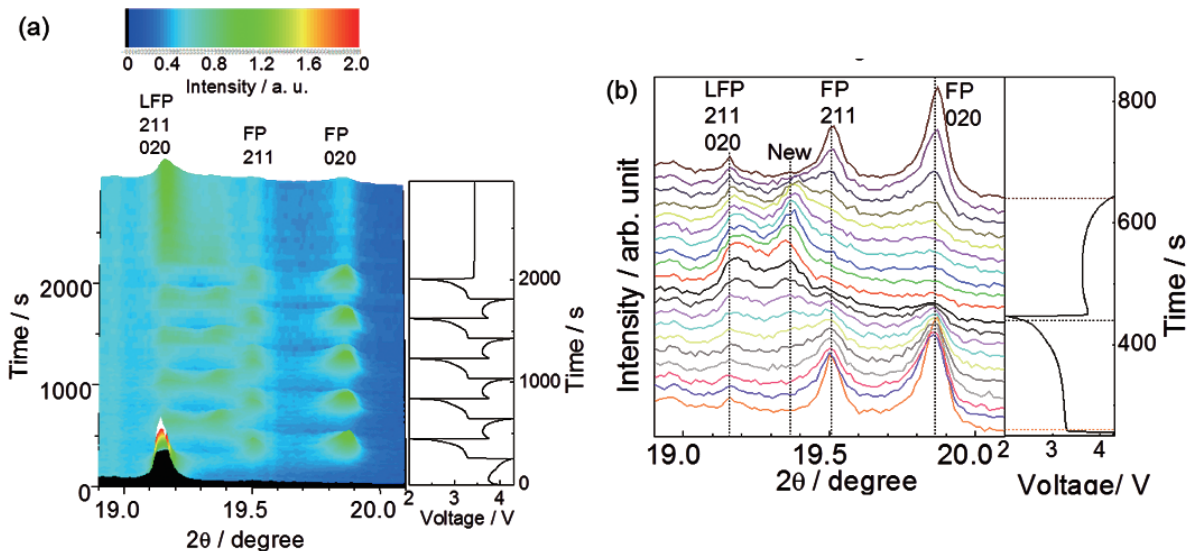 (a)
0 0.4 0.8 1.2 1.6 2.0
Intensity / a. u.
LFP
211
020
FP
211
FP
020
2000
1000
0
Time / s
19.0 19.5 20.0
2θ / degree
2000
1000
0
Time / s
2 3 4
Voltage / V
(b)
LFP
211
020
New
FP
211
FP
020
Intensity / arb. unit
19.0 19.5 20.0
2θ / degree
800
600
400
Time / s
2 3 4
Voltage/ V